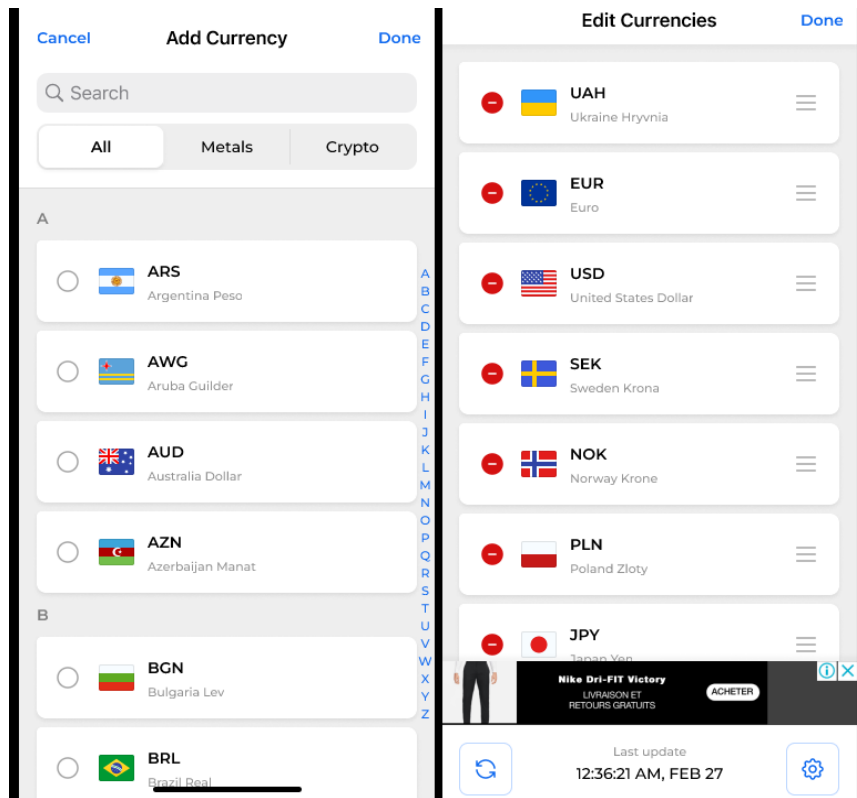 Cancel
Add Currency
Done
Search
All
Metals
Crypto
A
ARS
Argentina Peso
AWG
Aruba Guilder
AUD
Australia Dollar
AZN
Azerbaijan Manat
B
BGN
Bulgaria Lev
BRL
Brazil Real
A
B
C
D
E
F
G
H
I
J
K
L
M
N
O
P
Q
R
S
T
U
V
W
X
Y
Z
Edit Currencies
Done
UAH
Ukraine Hryvnia
EUR
Euro
USD
United States Dollar
SEK
Sweden Krona
NOK
Norway Krone
PLN
Poland Zloty
JPY
Japan Yen
Nike Dri-FIT Victory
LIVRAISON ET
RETOURS GRATUITS
ACHETER
Last update
12:36:21 AM, FEB 27